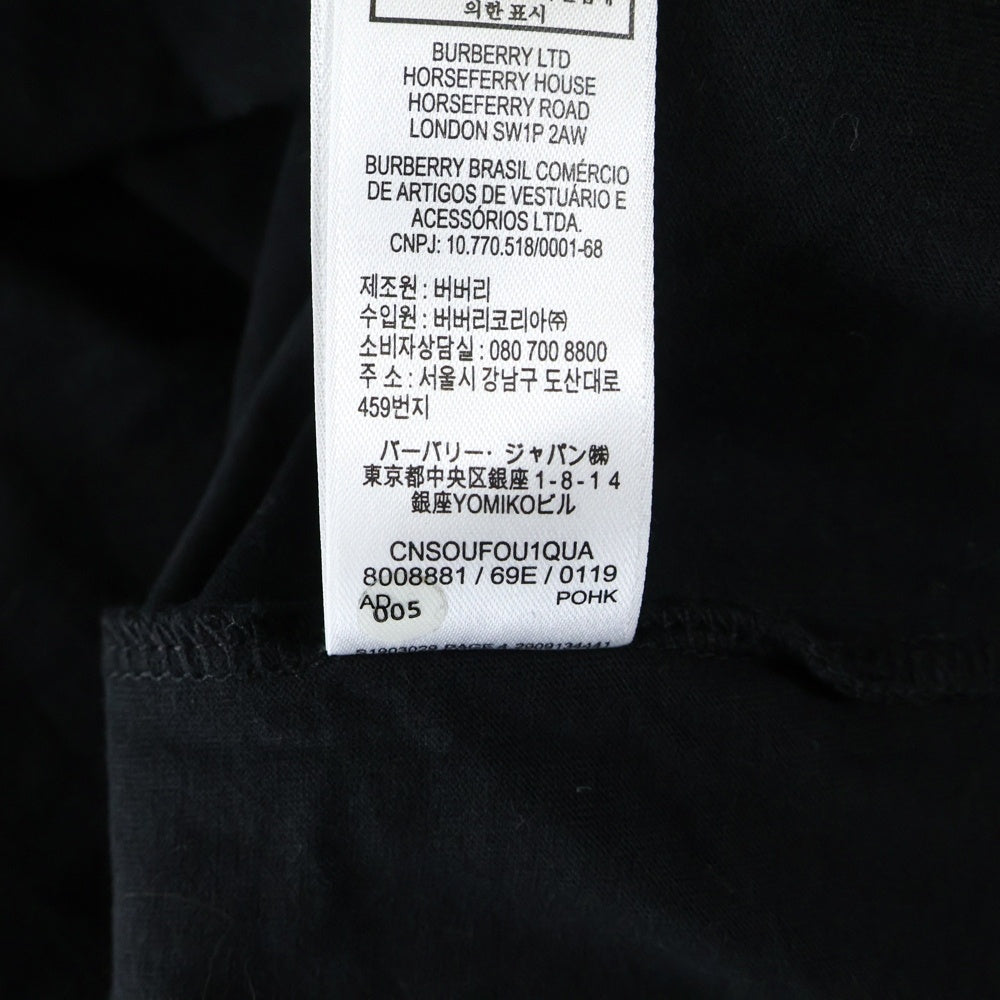 의한 표시
BURBERRY LTD
HORSEFERRY HOUSE
HORSEFERRY ROAD
LONDON SW1P 2AW
BURBERRY BRASIL COMÉRCIO
DE ARTIGOS DE VESTUÁRIO E
ACESSÓRIOS LTDA.
CNPJ: 10.770.518/0001-68
제조원 : 버버리
수입원 : 버버리코리아㈜
소비자상담실 : 080 700 8800
주 소 : 서울시 강남구 도산대로
459번지
バーバリー・ジャパン㈱
東京都中央区銀座1-8-14
銀座YOMIKOビル
CNSOUFOU1QUA
8008881 / 69E / 0119
AD POHK
005
PAGE 4